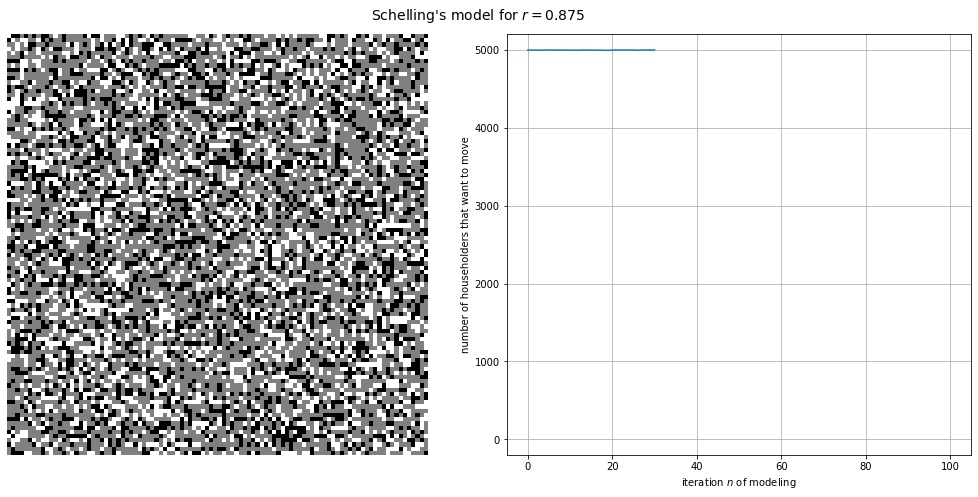 Schelling's model for r = 0.875
5000
4000
3000
2000
1000
0
number of householders that want to move
0 20 40 60 80 100
iteration n of modeling